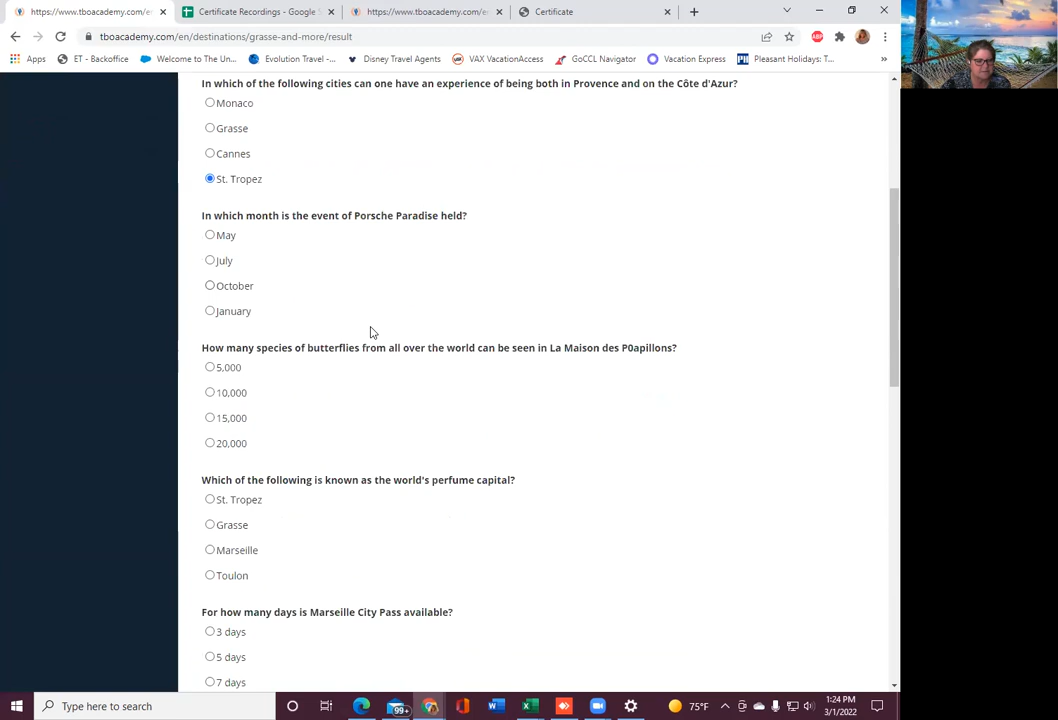 https://www.tboacademy.com/e
Certificate Recordings - Google S
https://www.tboacademy.com/en/d
Certificate
tboacademy.com/en/destinations/grasse-and-more/result
ABP
Apps
ET - Backoffice
Welcome to The Un...
Evolution Travel -...
Disney Travel Agents
VAX VacationAccess
GoCCL Navigator
Vacation Express
Pleasant Holidays: T...
In which of the following cities can one have an experience of being both in Provence and on the Côte d'Azur?
Monaco
Grasse
Cannes
St. Tropez
In which month is the event of Porsche Paradise held?
May
July
October
January
How many species of butterflies from all over the world can be seen in La Maison des P0apillons?
5,000
10,000
15,000
20,000
Which of the following is known as the world's perfume capital?
St. Tropez
Grasse
Marseille
Toulon
For how many days is Marseille City Pass available?
3 days
5 days
7 days
Type here to search
99+
75°F
1:24 PM
3/1/2022